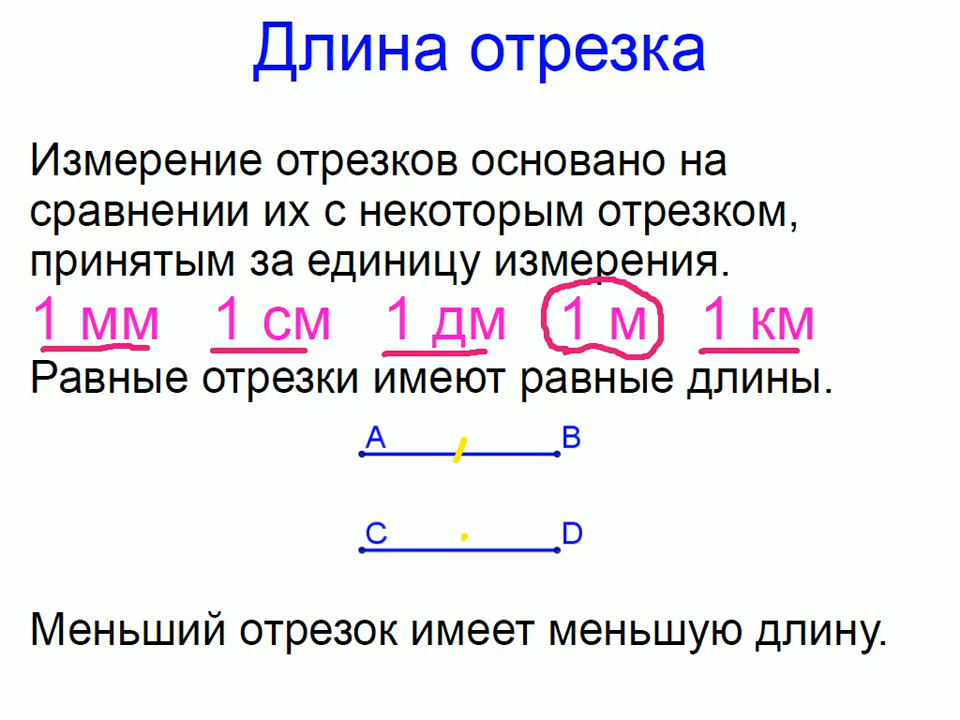 Длина отрезка
Измерение отрезков основано на
сравнении их с некоторым отрезком,
принятым за единицу измерения.
1 мм 1 см 1 дм 1 м 1 км
Равные отрезки имеют равные длины.
A B
C D
Меньший отрезок имеет меньшую длину.